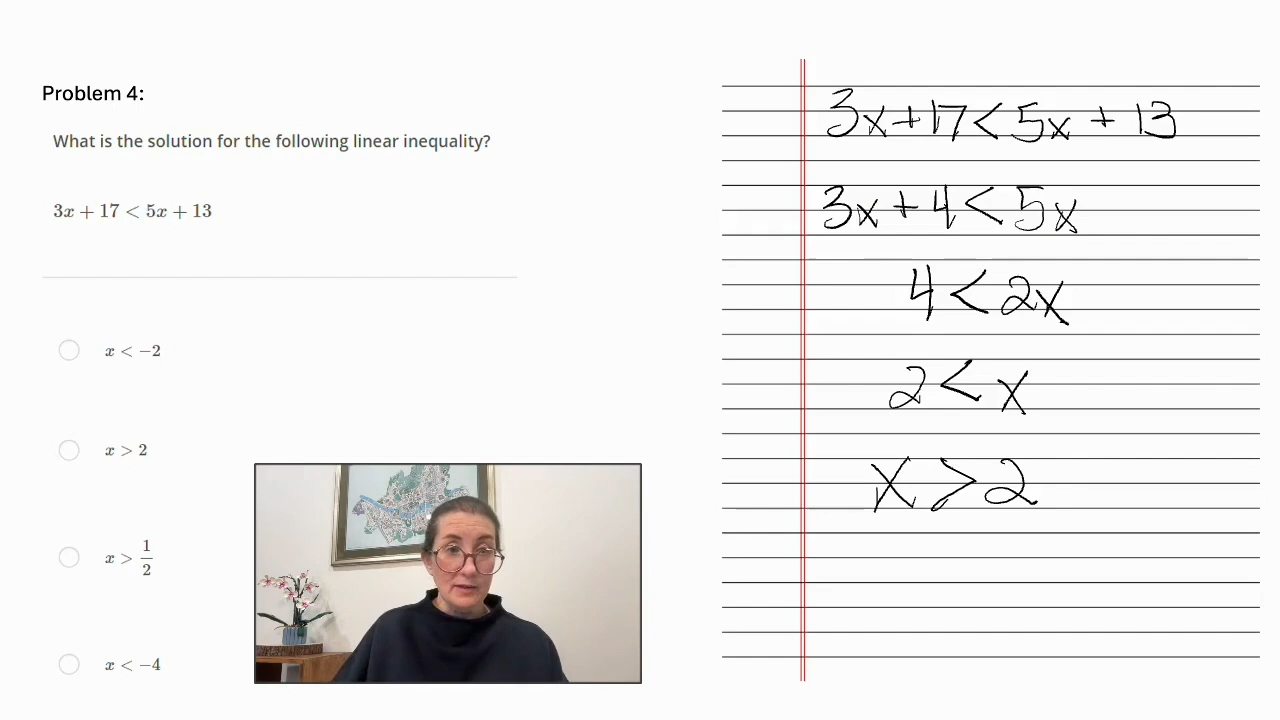 Problem 4:
What is the solution for the following linear inequality?
3x + 17 < 5x + 13
x < −2
x > 2
x > 1/2
x < −4
3x+17<5x + 13
3x + 4<5x
4<2x
2<x
x>2